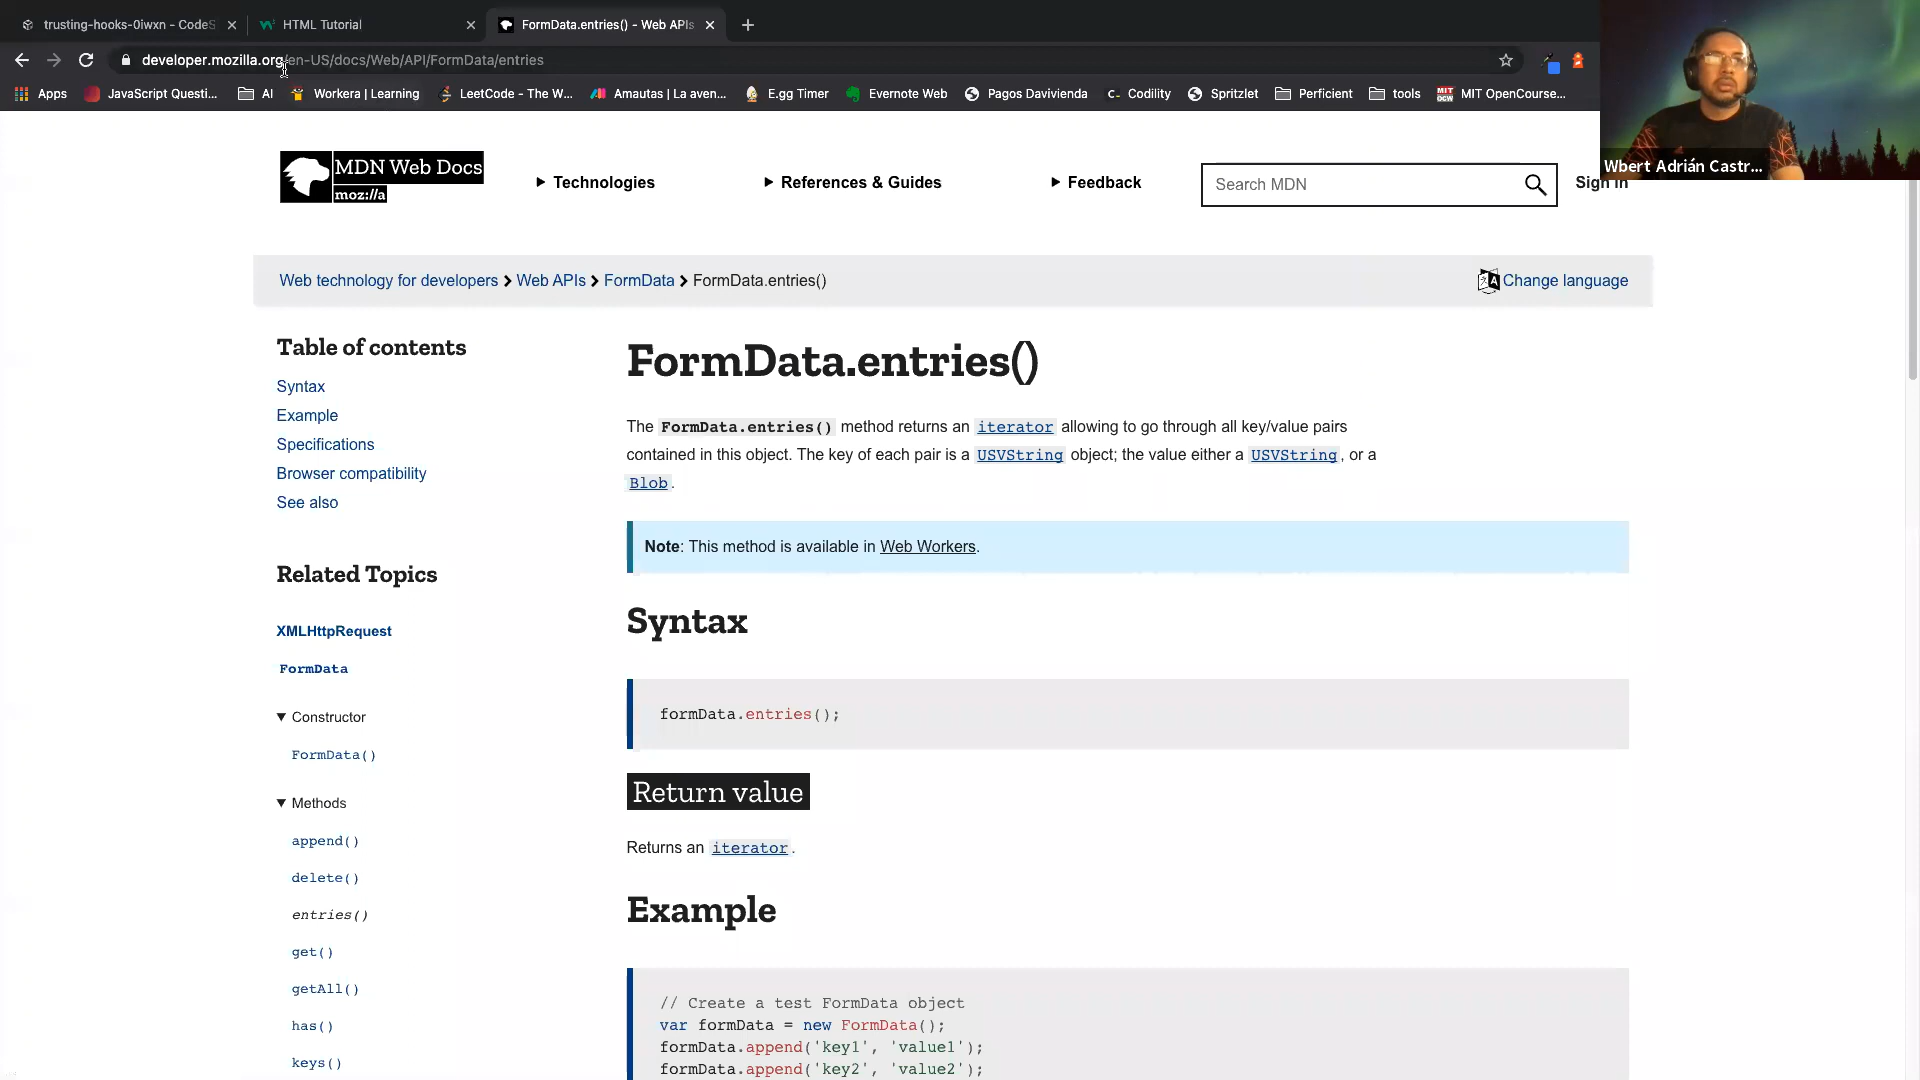 trusting-hooks-0iwxn - CodeS
HTML Tutorial
FormData.entries() - Web APIs
developer.mozilla.org/en-US/docs/Web/API/FormData/entries
Apps
JavaScript Questi...
AI
Workera | Learning
LeetCode - The W...
Amautas | La aven...
E.gg Timer
Evernote Web
Pagos Davivienda
Codility
Spritzlet
Perficient
tools
MIT OpenCourse...
Wbert Adrián Castr...
MDN Web Docs
moz://a
Technologies
References & Guides
Feedback
Search MDN
Sign in
Web technology for developers > Web APIs > FormData > FormData.entries()
Change language
Table of contents
Syntax
Example
Specifications
Browser compatibility
See also
Related Topics
XMLHttpRequest
FormData
Constructor
FormData()
Methods
append()
delete()
entries()
get()
getAll()
has()
keys()
FormData.entries()
The FormData.entries() method returns an iterator allowing to go through all key/value pairs
contained in this object. The key of each pair is a USVString object; the value either a USVString, or a
Blob.
Note: This method is available in Web Workers.
Syntax
formData.entries();
Return value
Returns an iterator.
Example
// Create a test FormData object
var formData = new FormData();
formData.append('key1', 'value1');
formData.append('key2', 'value2');